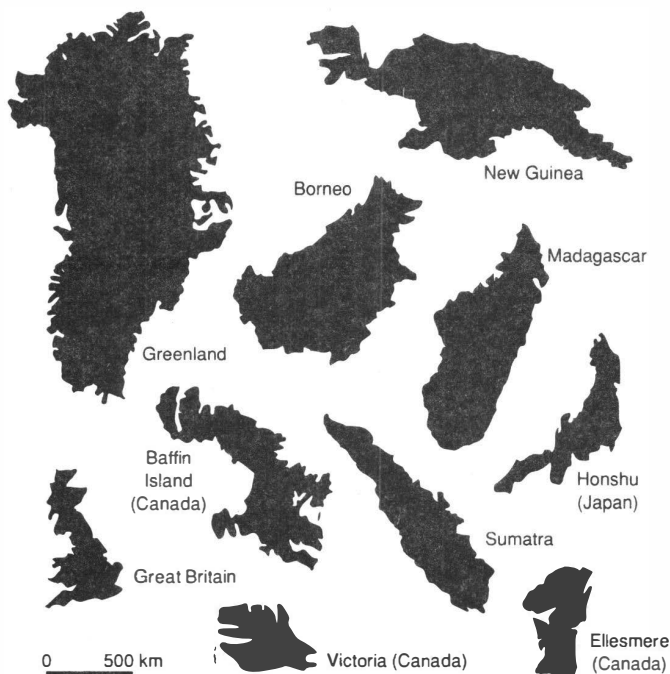 New Guinea
Borneo
Madagascar
Greenland
Baffin
Island
(Canada)
Honshu
(Japan)
Sumatra
Great Britain
Victoria (Canada)
Ellesmere
(Canada)
0 500 km